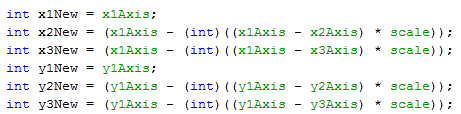 int x1New = x1Axis;
int x2New = (x1Axis - (int)((x1Axis - x2Axis) * scale));
int x3New = (x1Axis - (int)((x1Axis - x3Axis) * scale));
int y1New = y1Axis;
int y2New = (y1Axis - (int)((y1Axis - y2Axis) * scale));
int y3New = (y1Axis - (int)((y1Axis - y3Axis) * scale));